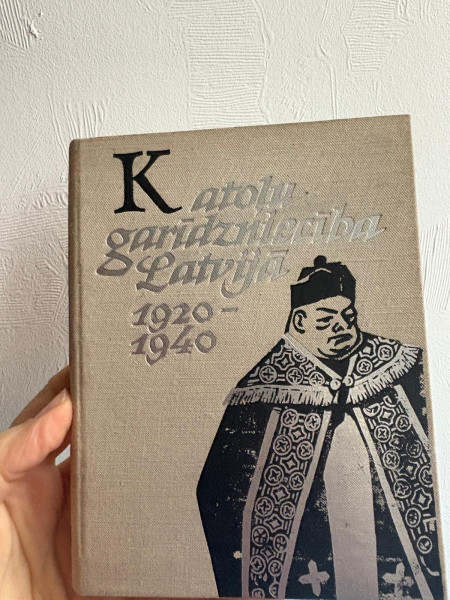 Katoļu
garīdzniecība
Latvijā
1920-
1940